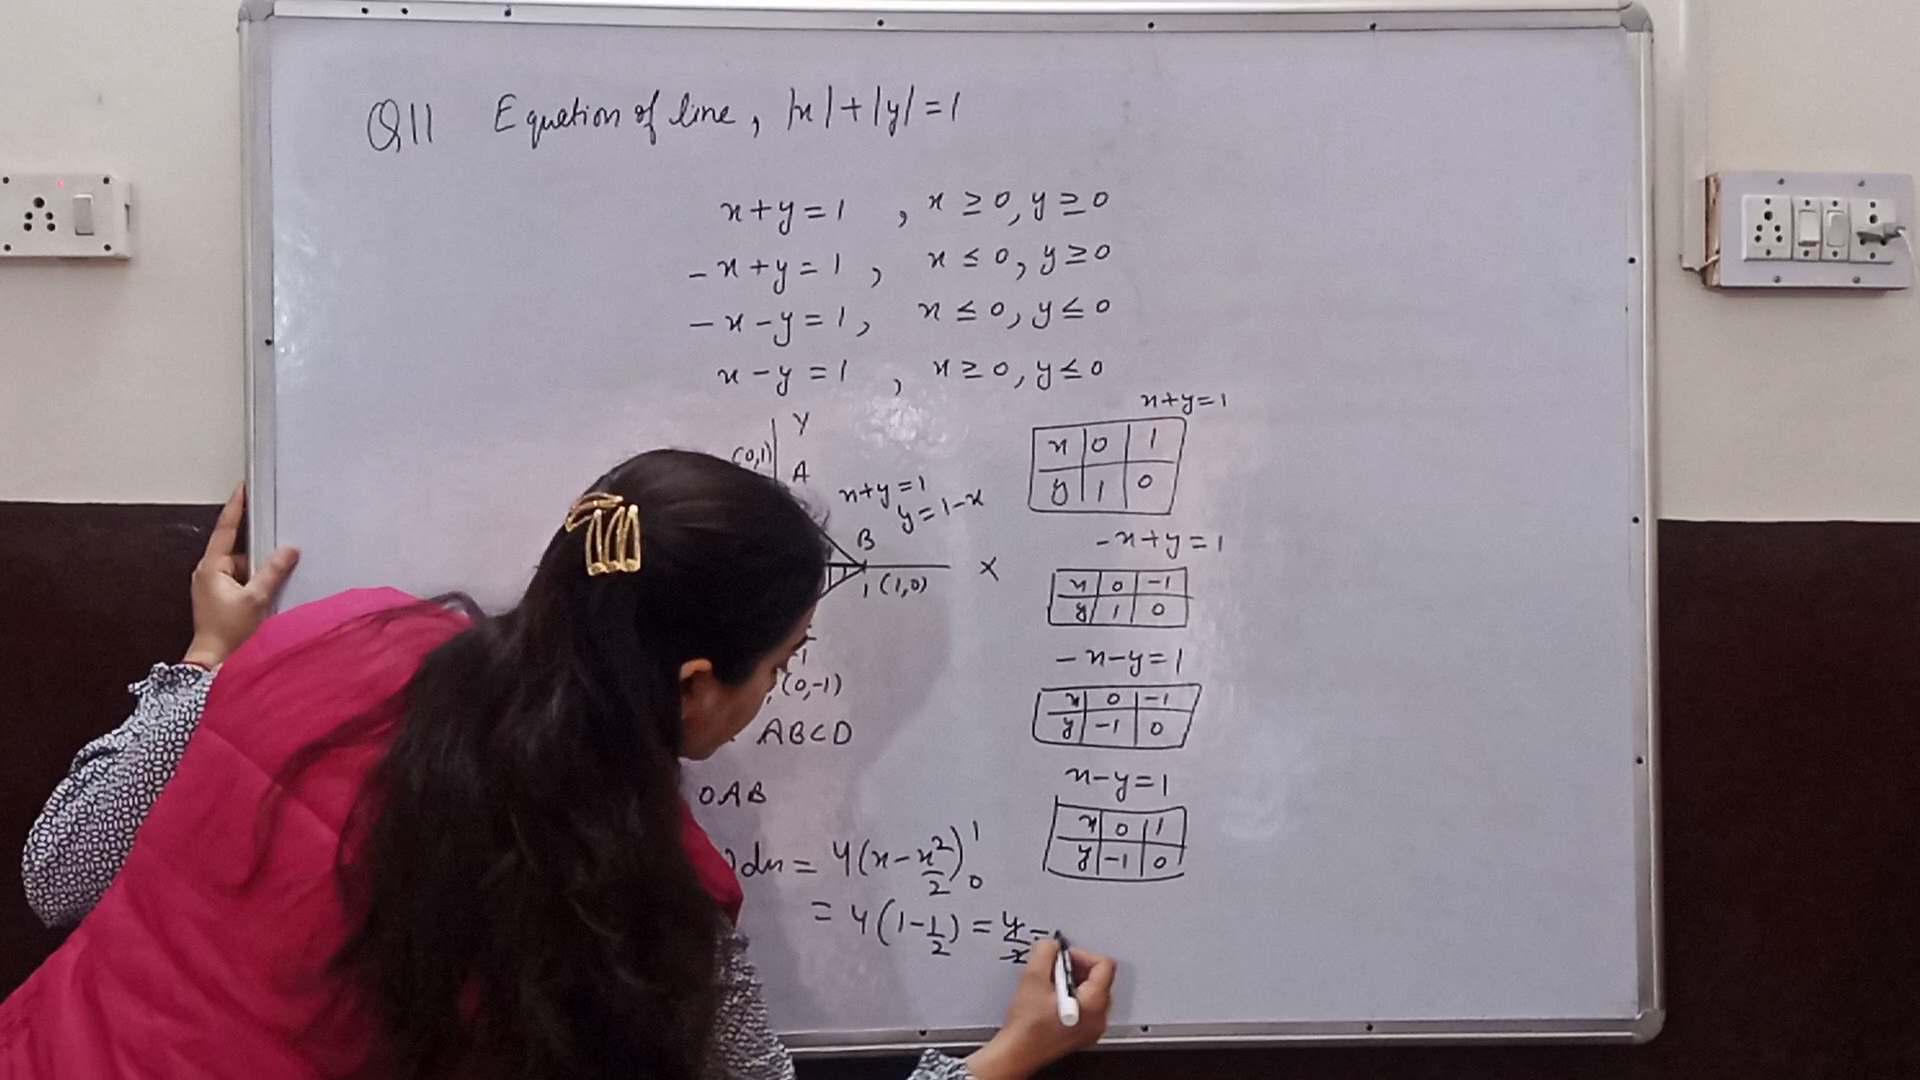 Q11 Equation of line, |x|+|y|=1
x+y=1 , x≥0, y≥0
-x+y=1 , x≤0, y≥0
-x-y=1, x≤0, y≤0
x-y=1 , x≥0, y≤0
Y
(0,1)
A
x+y=1
y=1-x
B
X
1 (1,0)
-1
(0,-1)
ABCD
OAB
)dx = 4(x-x²/2)₀¹
= 4(1-1/2) = 4/2 =
x+y=1
x 0 1
y 1 0
-x+y=1
x 0 -1
y 1 0
-x-y=1
x 0 -1
y -1 0
x-y=1
x 0 1
y -1 0